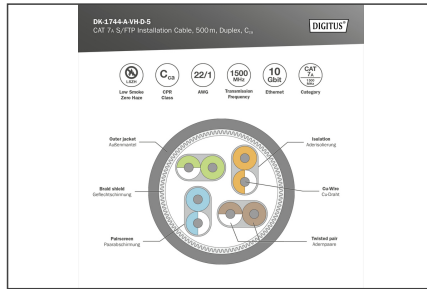 DK-1744-A-VH-D-5
CAT 7A S/FTP Installation Cable, 500 m, Duplex, Cca
DIGITUS®
LSZH
Cca
22/1
1500
MHz
10
Gbit
CAT
7A
Low Smoke
Zero Haze
CPR
Class
AWG
Transmission
Frequency
Ethernet
Category
Outer jacket
Außenmantel
Isolation
Aderisolierung
Braid shield
Geflechtschirmung
Cu-Wire
Cu-Draht
Pairscreen
Paarabschirmung
Twisted pair
Adernpaare